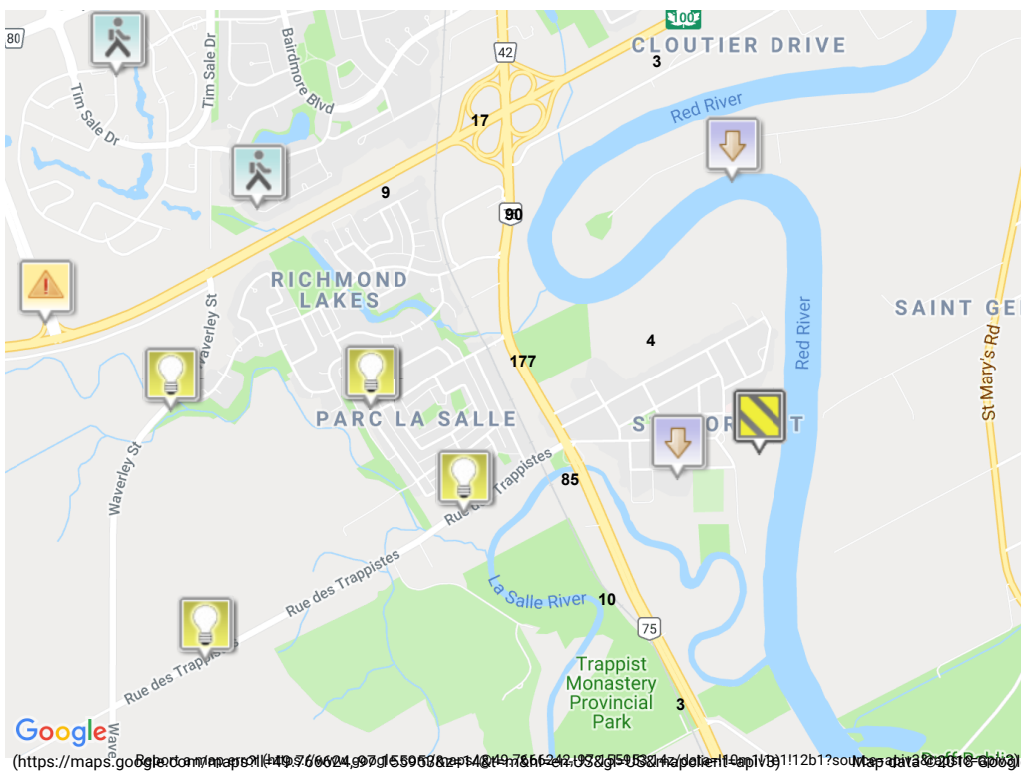 100
80
CLOUTIER DRIVE
42
3
Tim Sale Dr
Bairdmore Blvd
Tim Sale Dr
Red River
17
9
90
RICHMOND
LAKES
Waverley St
Red River
SAINT GE
4
177
St Mary's Rd
PARC LA SALLE
Waverley St
Rue des Trappistes
85
Rue des Trappistes
La Salle River
10
75
Rue des Trappistes
Trappist
Monastery
Provincial
Park
3
Google
Wave